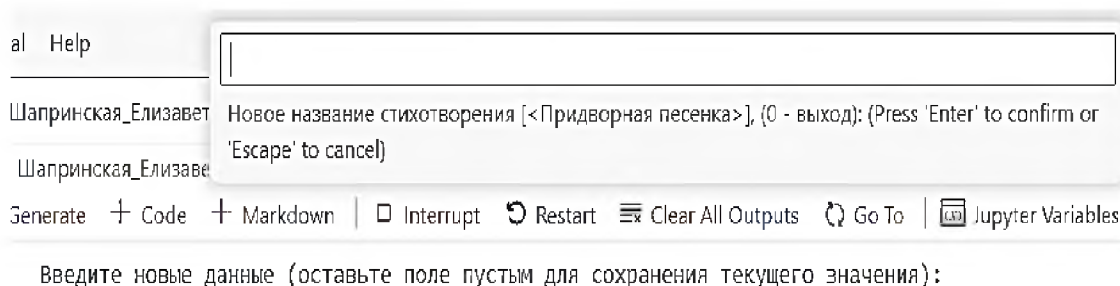 al Help
Шапринская_Елизавет
Новое название стихотворения [<Придворная песенка>], (0 - выход): (Press 'Enter' to confirm or
'Escape' to cancel)
Шапринская_Елизаве
Generate + Code + Markdown | Interrupt Restart Clear All Outputs Go To | Jupyter Variables
Введите новые данные (оставьте поле пустым для сохранения текущего значения):